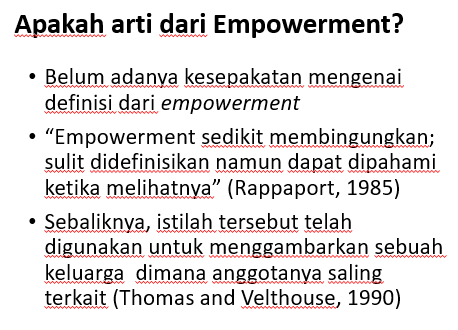 Apakah arti dari Empowerment?
• Belum adanya kesepakatan mengenai
definisi dari empowerment
• “Empowerment sedikit membingungkan;
sulit didefinisikan namun dapat dipahami
ketika melihatnya” (Rappaport, 1985)
• Sebaliknya, istilah tersebut telah
digunakan untuk menggambarkan sebuah
keluarga  dimana anggotanya saling
terkait (Thomas and Velthouse, 1990)